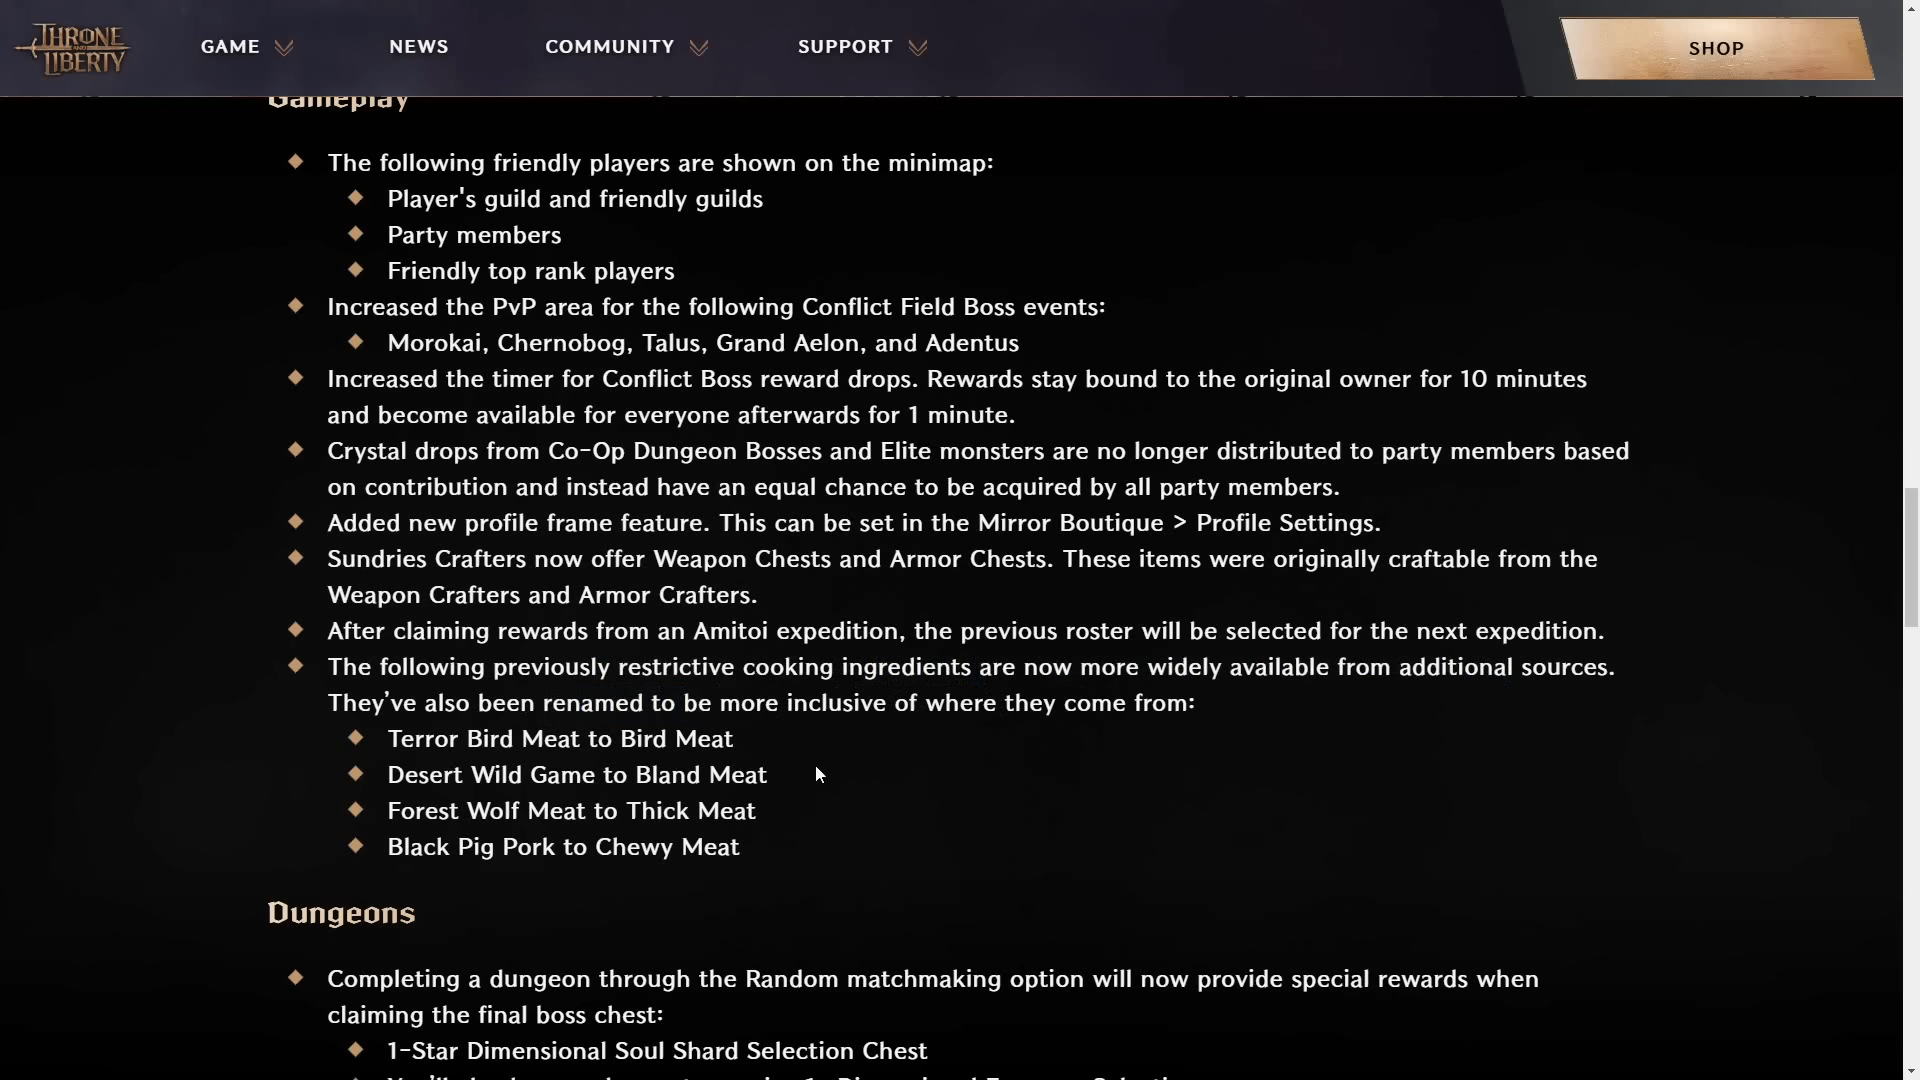 THRONE AND LIBERTY
GAME
NEWS
COMMUNITY
SUPPORT
SHOP
Gameplay
The following friendly players are shown on the minimap:
Player's guild and friendly guilds
Party members
Friendly top rank players
Increased the PvP area for the following Conflict Field Boss events:
Morokai, Chernobog, Talus, Grand Aelon, and Adentus
Increased the timer for Conflict Boss reward drops. Rewards stay bound to the original owner for 10 minutes
and become available for everyone afterwards for 1 minute.
Crystal drops from Co-Op Dungeon Bosses and Elite monsters are no longer distributed to party members based
on contribution and instead have an equal chance to be acquired by all party members.
Added new profile frame feature. This can be set in the Mirror Boutique > Profile Settings.
Sundries Crafters now offer Weapon Chests and Armor Chests. These items were originally craftable from the
Weapon Crafters and Armor Crafters.
After claiming rewards from an Amitoi expedition, the previous roster will be selected for the next expedition.
The following previously restrictive cooking ingredients are now more widely available from additional sources.
They’ve also been renamed to be more inclusive of where they come from:
Terror Bird Meat to Bird Meat
Desert Wild Game to Bland Meat
Forest Wolf Meat to Thick Meat
Black Pig Pork to Chewy Meat
Dungeons
Completing a dungeon through the Random matchmaking option will now provide special rewards when
claiming the final boss chest:
1-Star Dimensional Soul Shard Selection Chest